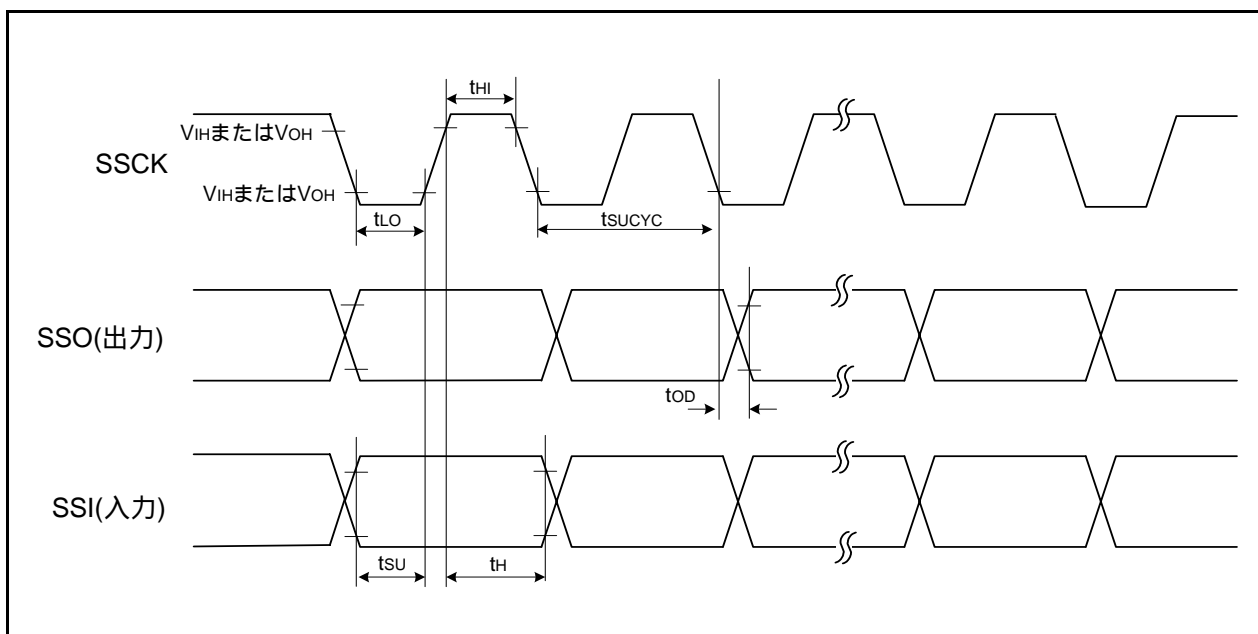 tHI
VIHまたはVOH
SSCK
VIHまたはVOH
tLO
tSUCYC
SSO(出力)
tOD
SSI(入力)
tSU
tH